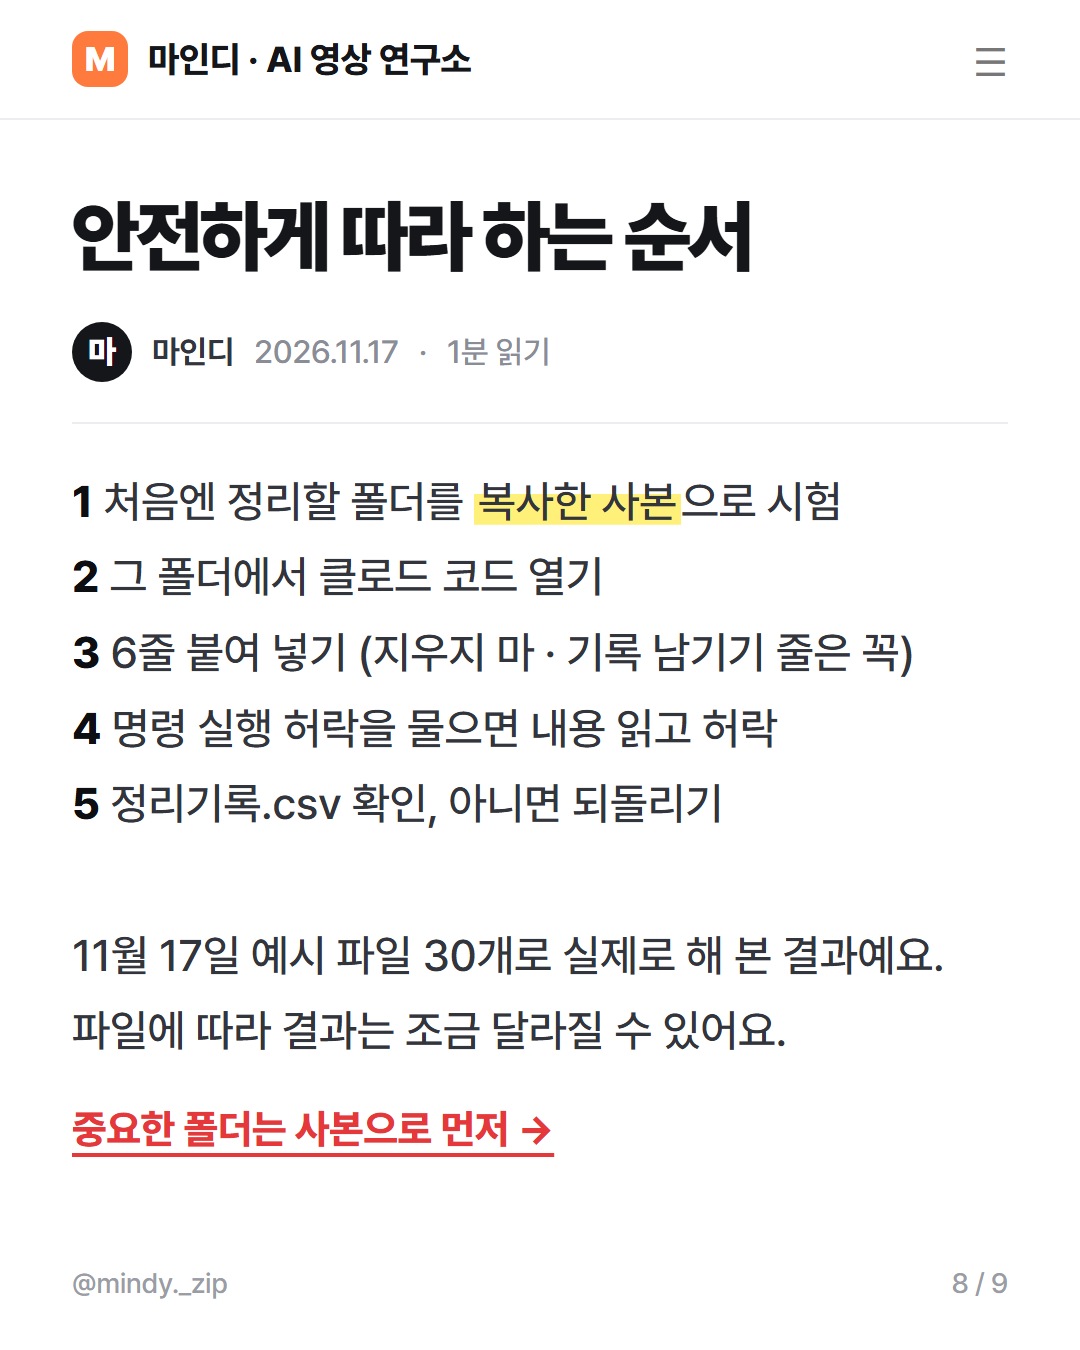 M 마인디 · AI 영상 연구소
안전하게 따라 하는 순서
마 마인디 2026.11.17 · 1분 읽기
1 처음엔 정리할 폴더를 복사한 사본으로 시험
2 그 폴더에서 클로드 코드 열기
3 6줄 붙여 넣기 (지우지 마 · 기록 남기기 줄은 꼭)
4 명령 실행 허락을 물으면 내용 읽고 허락
5 정리기록.csv 확인, 아니면 되돌리기
11월 17일 예시 파일 30개로 실제로 해 본 결과예요.
파일에 따라 결과는 조금 달라질 수 있어요.
중요한 폴더는 사본으로 먼저 →
@mindy._zip
8 / 9